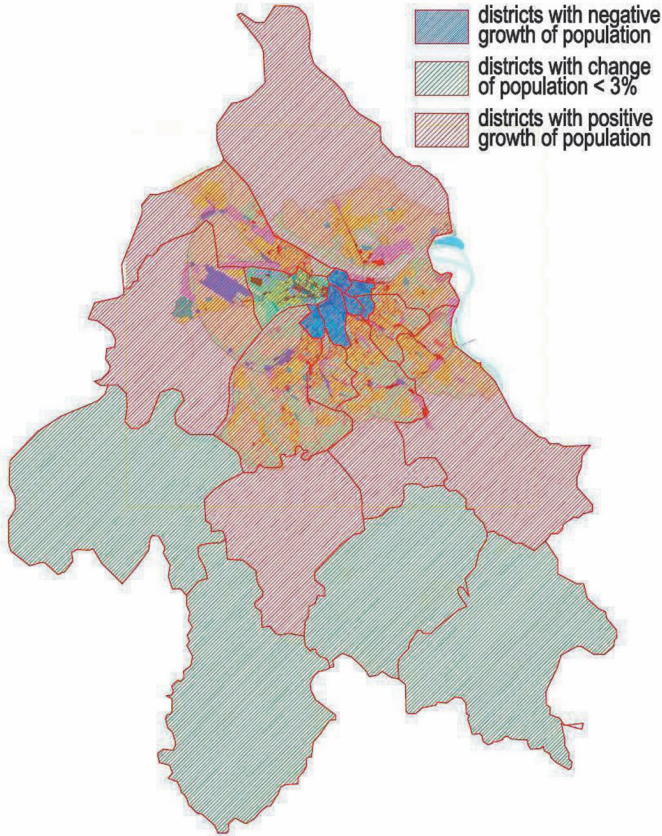 districts with negative
growth of population
districts with change
of population < 3%
districts with positive
growth of population